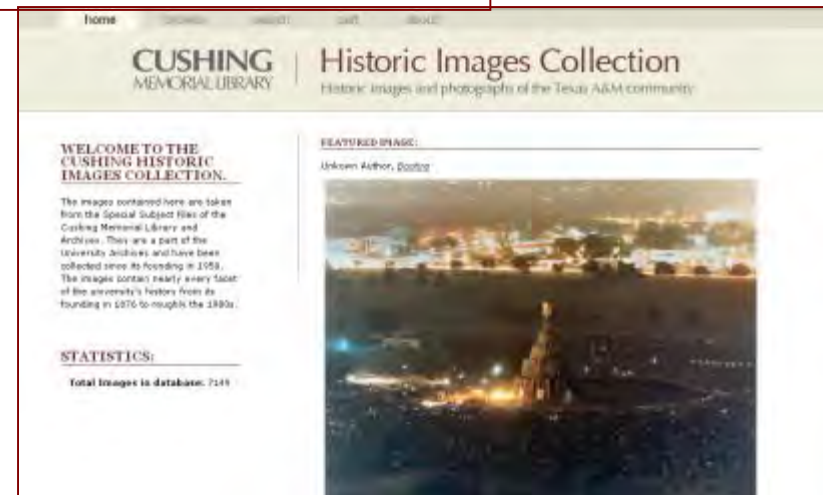 home browse search cart about
CUSHING
MEMORIAL LIBRARY
Historic Images Collection
Historic images and photographs of the Texas A&M community
WELCOME TO THE
CUSHING HISTORIC
IMAGES COLLECTION.
The images contained here are taken
from the Special Subject Files of the
Cushing Memorial Library and
Archives. They are a part of the
University Archives and have been
collected since its founding in 1950.
The images contain nearly every facet
of the university's history from its
founding in 1876 to roughly the 1980s.
STATISTICS:
Total Images in database: 7149
FEATURED IMAGE:
Unkown Author, Bonfire